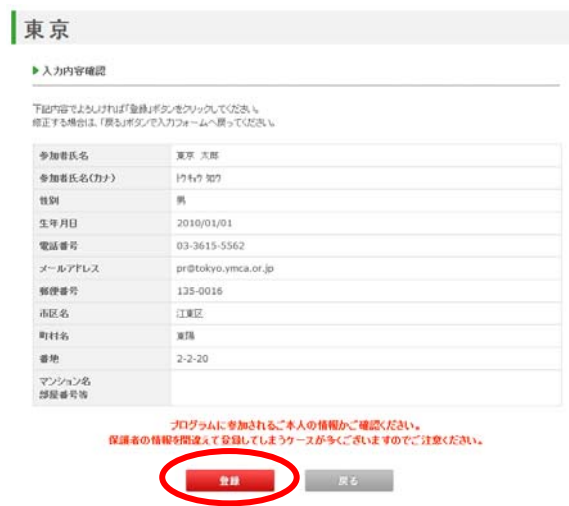 東京
入力内容確認
下記内容でよろしければ「登録」ボタンをクリックしてください。
修正する場合は、「戻る」ボタンで入力フォームへ戻ってください。
参加者氏名 東京 太郎
参加者氏名(カナ) トウキョウ タロウ
性別 男
生年月日 2010/01/01
電話番号 03-3615-5562
メールアドレス pr@tokyo.ymca.or.jp
郵便番号 135-0016
市区名 江東区
町村名 東陽
番地 2-2-20
マンション名
部屋番号等
プログラムに参加されるご本人の情報かご確認ください。
保護者の情報を間違えて登録してしまうケースが多くございますのでご注意ください。
登録 戻る